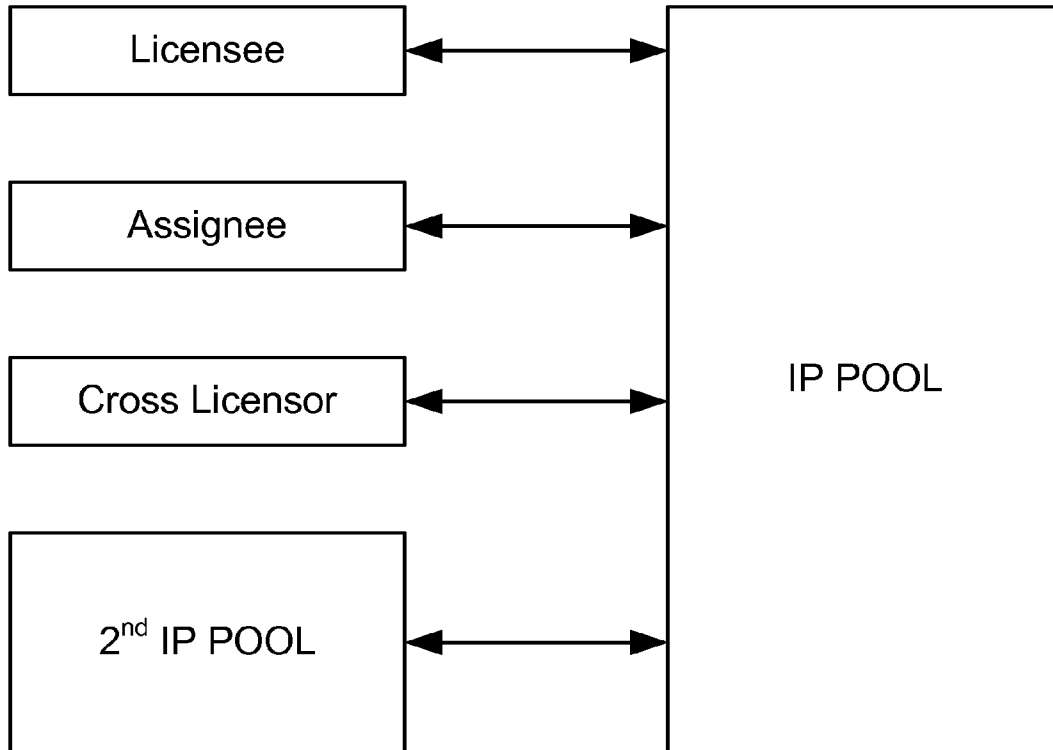 Licensee
Assignee
Cross Licensor
IP POOL
2nd IP POOL